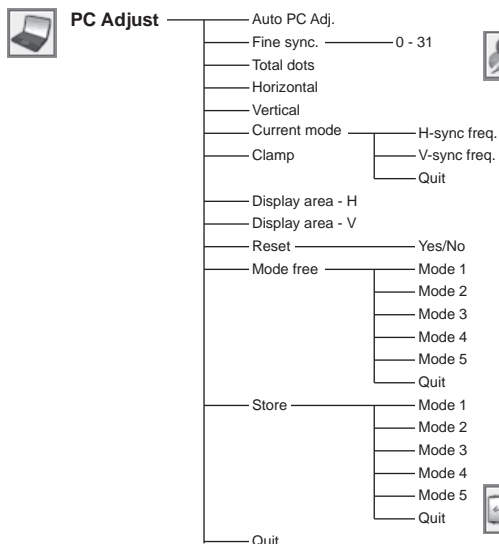 PC Adjust
Auto PC Adj.
Fine sync.
0 - 31
Total dots
Horizontal
Vertical
Current mode
H-sync freq.
V-sync freq.
Quit
Clamp
Display area - H
Display area - V
Reset
Yes/No
Mode free
Mode 1
Mode 2
Mode 3
Mode 4
Mode 5
Quit
Store
Mode 1
Mode 2
Mode 3
Mode 4
Mode 5
Quit
Quit